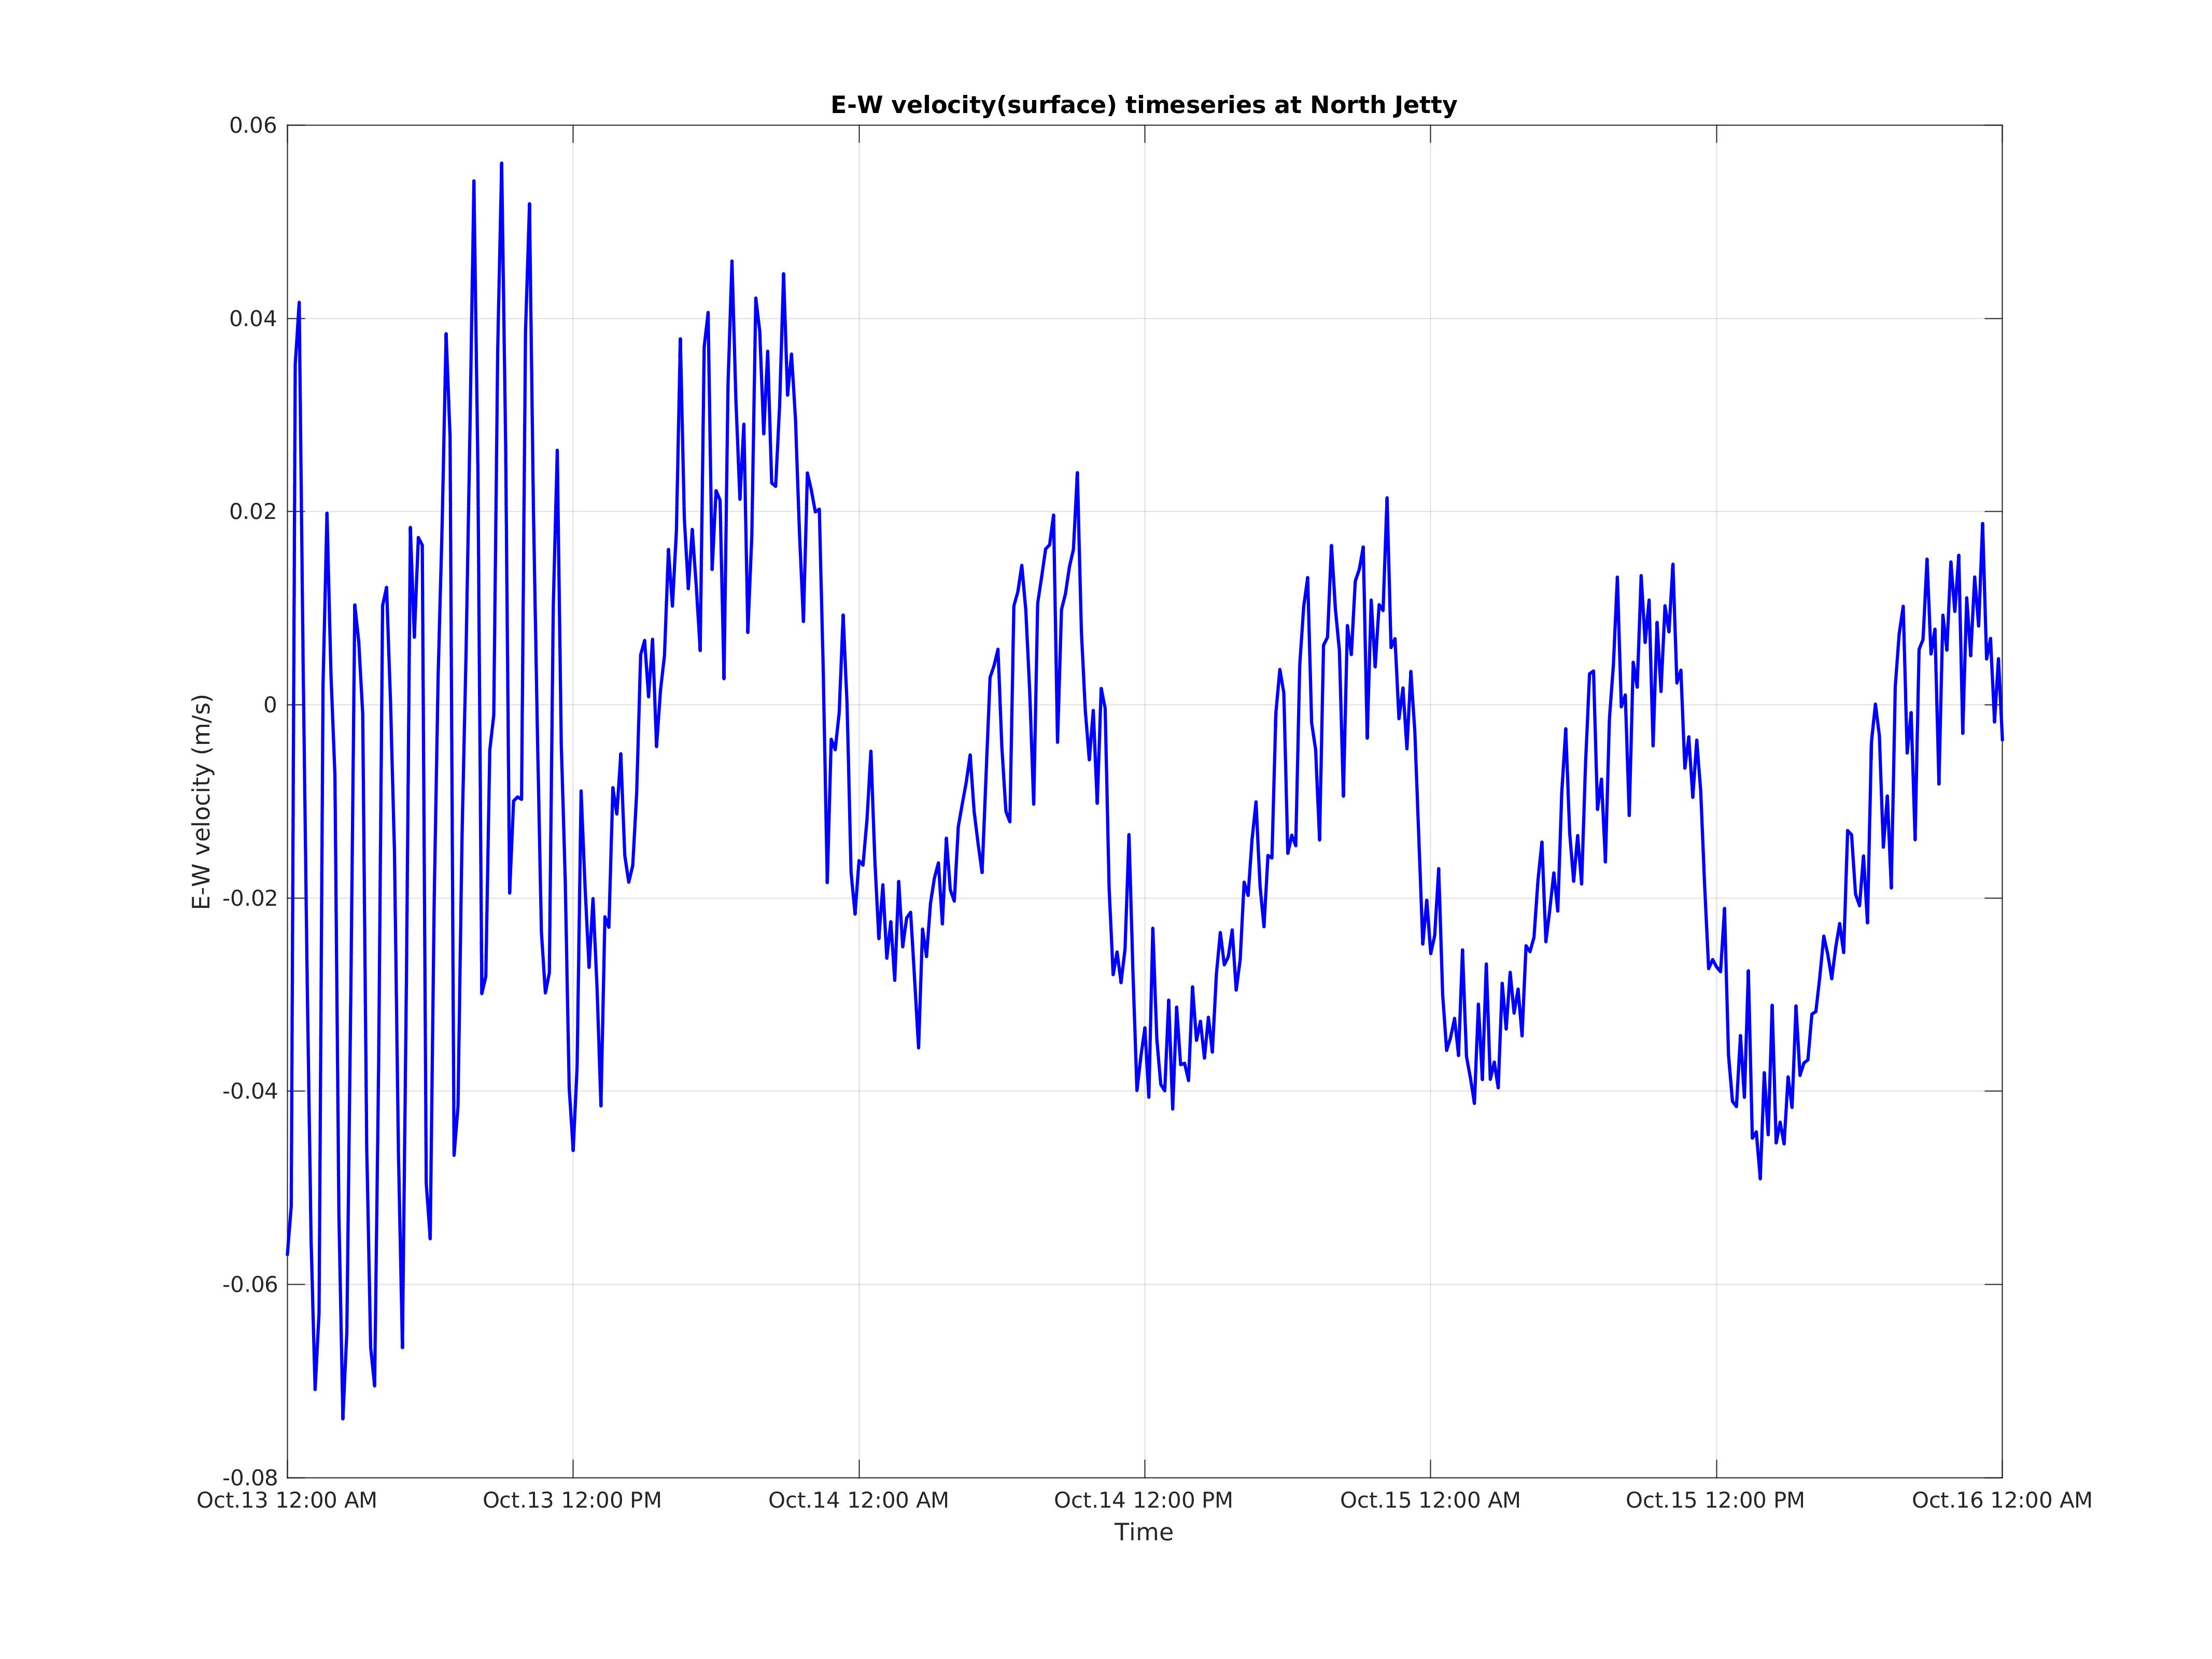 E-W velocity(surface) timeseries at North Jetty
0.06
0.04
0.02
0
-0.02
-0.04
-0.06
-0.08
E-W velocity (m/s)
Oct.13 12:00 AM Oct.13 12:00 PM Oct.14 12:00 AM Oct.14 12:00 PM Oct.15 12:00 AM Oct.15 12:00 PM Oct.16 12:00 AM
Time